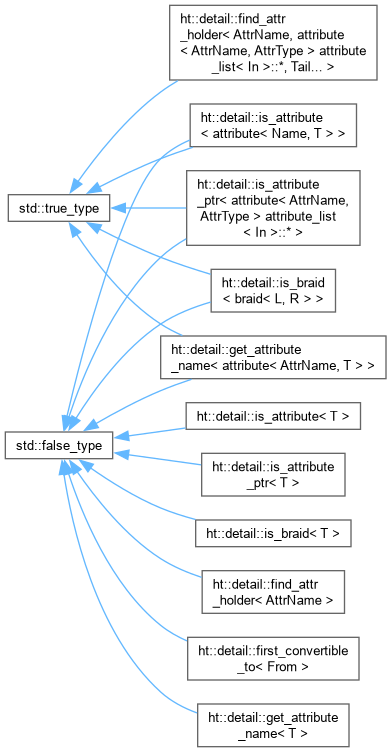 ht::detail::find_attr
_holder< AttrName, attribute
< AttrName, AttrType > attribute
_list< In >::*, Tail... >
ht::detail::is_attribute
< attribute< Name, T > >
std::true_type
ht::detail::is_attribute
_ptr< attribute< AttrName,
AttrType > attribute_list
< In >::* >
ht::detail::is_braid
< braid< L, R > >
ht::detail::get_attribute
_name< attribute< AttrName, T > >
std::false_type
ht::detail::is_attribute< T >
ht::detail::is_attribute
_ptr< T >
ht::detail::is_braid< T >
ht::detail::find_attr
_holder< AttrName >
ht::detail::first_convertible
_to< From >
ht::detail::get_attribute
_name< T >